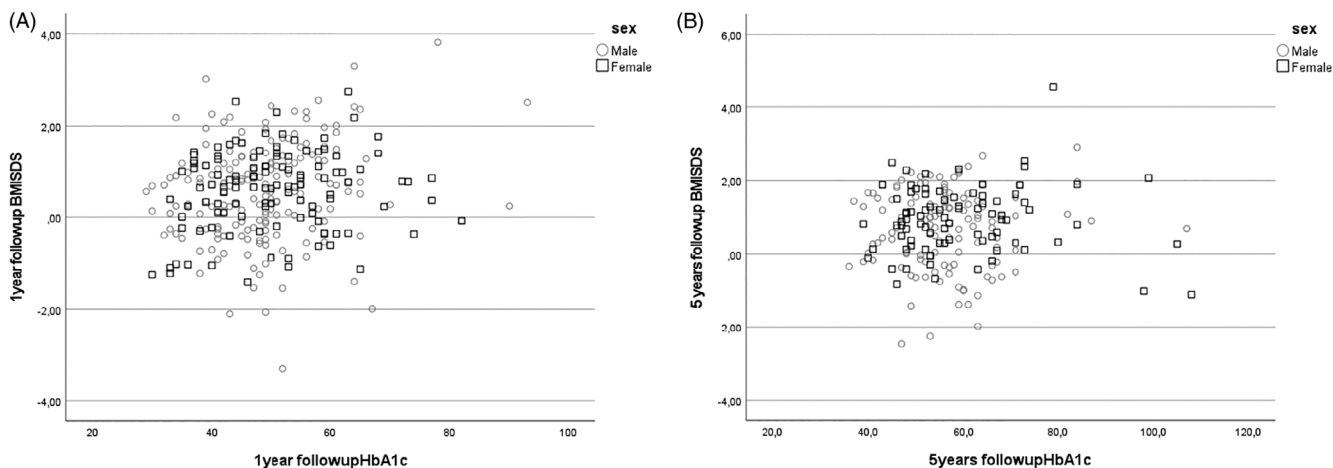 (A)
sex
Male
Female
4,00
2,00
,00
-2,00
-4,00
1year followup BMISDS
20
40
60
80
100
1year followupHbA1c
(B)
sex
Male
Female
6,00
4,00
2,00
,00
2,00
-4,00
5 years followup BMISDS
20,0
40,0
60,0
80,0
100,0
120,0
5years followupHbA1c